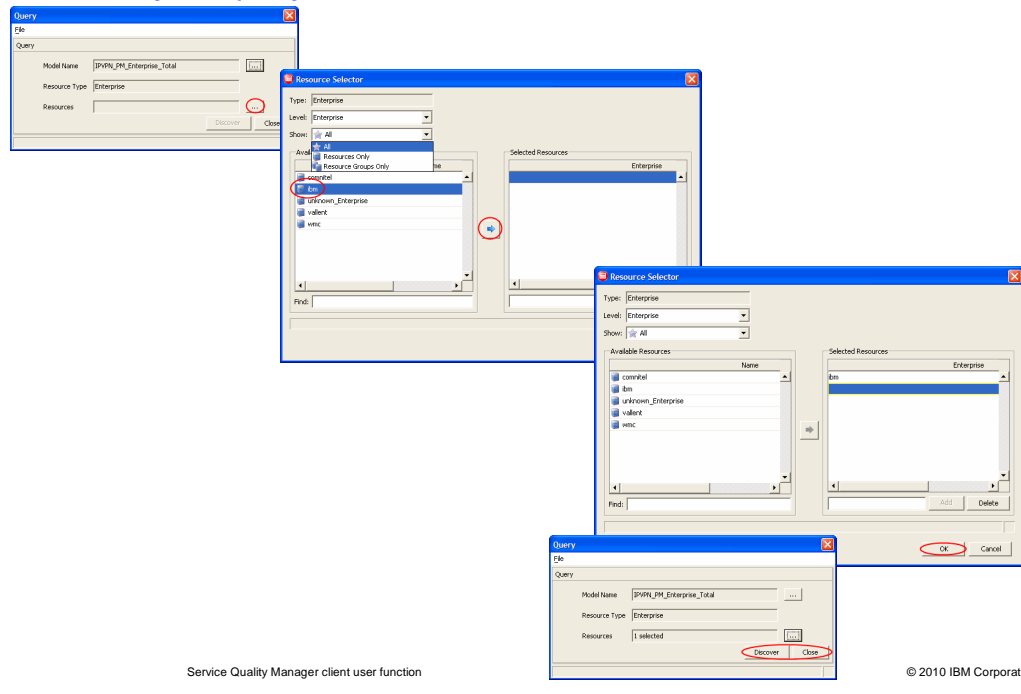 Query
File
Query
Model Name IPVPN_PM_Enterprise_Total ...
Resource Type Enterprise
Resources ...
Discover Close
Resource Selector
Type: Enterprise
Level: Enterprise
Show: All
All
Resources Only
Resource Groups Only
Selected Resources
Enterprise
comnitel
ibm
unknown_Enterprise
vallent
wmc
Find:
Resource Selector
Type: Enterprise
Level: Enterprise
Show: All
Available Resources
Name
comnitel
ibm
unknown_Enterprise
vallent
wmc
Find:
Selected Resources
Enterprise
ibm
Add Delete
OK Cancel
Query
File
Query
Model Name IPVPN_PM_Enterprise_Total ...
Resource Type Enterprise
Resources 1 selected ...
Discover Close
Service Quality Manager client user function
© 2010 IBM Corporat